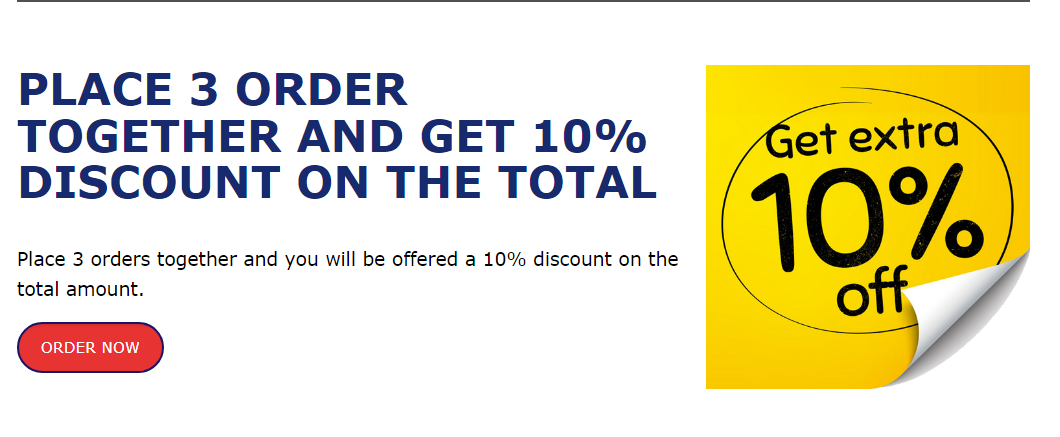 PLACE 3 ORDER
TOGETHER AND GET 10%
DISCOUNT ON THE TOTAL
Place 3 orders together and you will be offered a 10% discount on the
total amount.
ORDER NOW
Get extra
10%
off